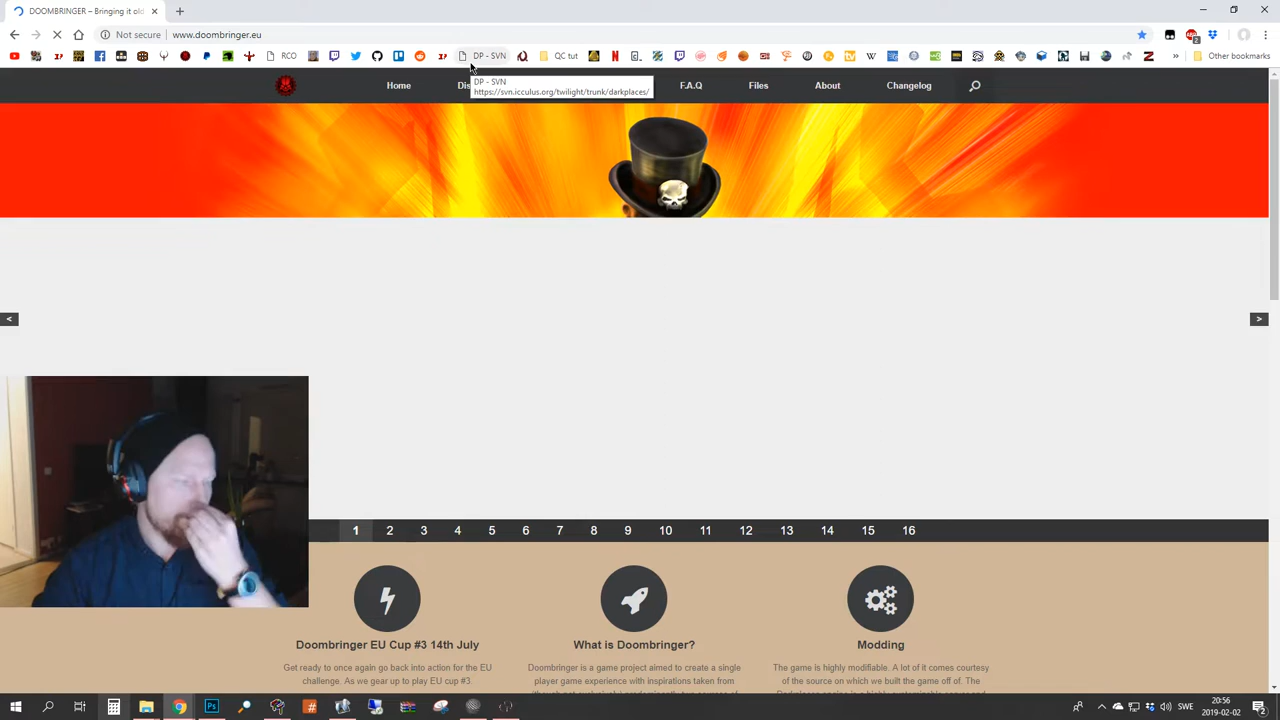 DOOMBRINGER – Bringing it old
Not secure | www.doombringer.eu
RCO
DP - SVN
QC tut
Other bookmarks
DP - SVN
https://svn.icculus.org/twilight/trunk/darkplaces/
Home
Dis
F.A.Q
Files
About
Changelog
<
>
1 2 3 4 5 6 7 8 9 10 11 12 13 14 15 16
Doombringer EU Cup #3 14th July
Get ready to once again go back into action for the EU
challenge. As we gear up to play EU cup #3.
What is Doombringer?
Doombringer is a game project aimed to create a single
player game experience with inspirations taken from
Modding
The game is highly modifiable. A lot of it comes courtesy
of the source on which we built the game off of. The
SWE
20:56
2019-02-02